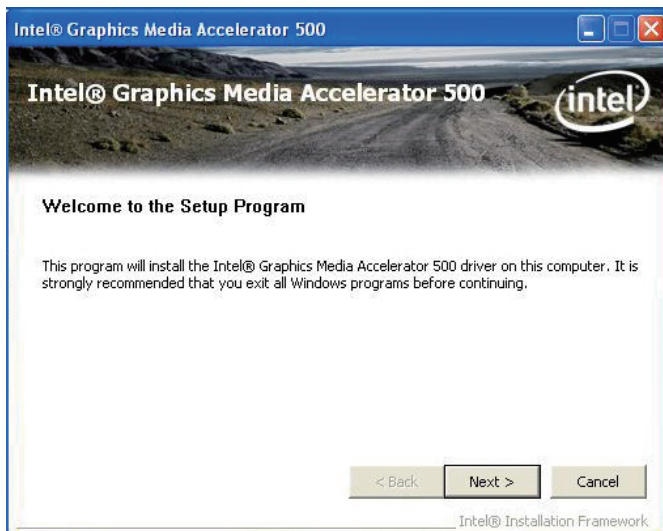 Intel® Graphics Media Accelerator 500
Intel® Graphics Media Accelerator 500
intel
Welcome to the Setup Program
This program will install the Intel® Graphics Media Accelerator 500 driver on this computer. It is
strongly recommended that you exit all Windows programs before continuing.
< Back Next > Cancel
Intel® Installation Framework